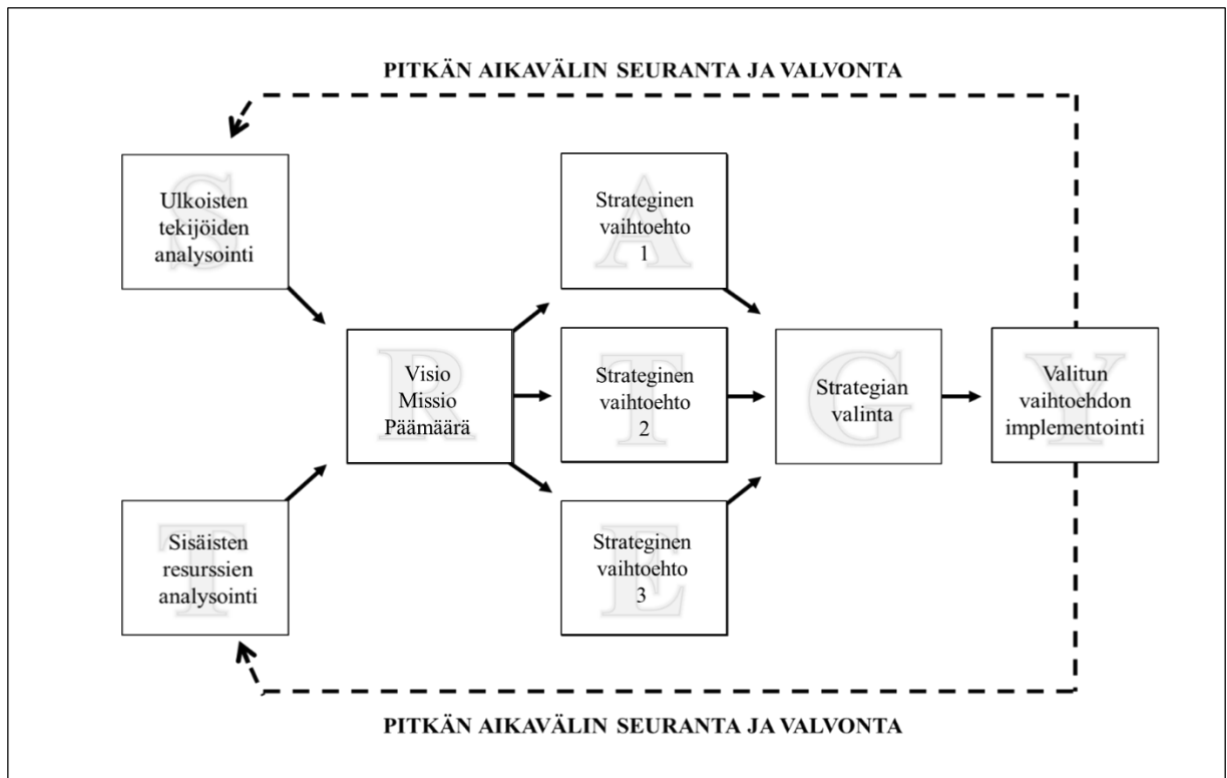 PITKÄN AIKAVÄLIN SEURANTA JA VALVONTA
S
Ulkoisten
tekijöiden
analysointi
T
Sisäisten
resurssien
analysointi
R
Visio
Missio
Päämäärä
A
Strateginen
vaihtoehto
1
T
Strateginen
vaihtoehto
2
E
Strateginen
vaihtoehto
3
G
Strategian
valinta
Y
Valitun
vaihtoehdon
implementointi
PITKÄN AIKAVÄLIN SEURANTA JA VALVONTA